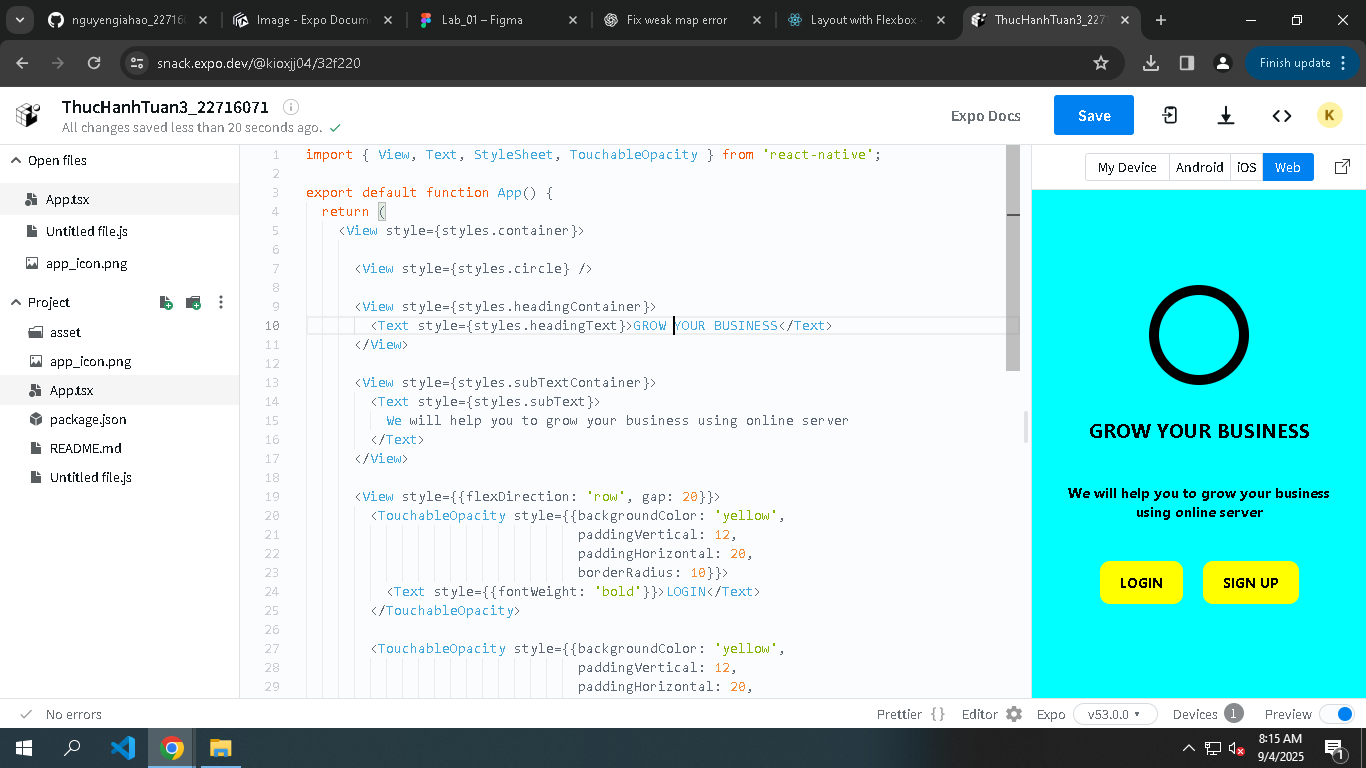 nguyengiahao_22716
Image - Expo Docum
Lab_01 – Figma
Fix weak map error
Layout with Flexbox
ThucHanhTuan3_227
snack.expo.dev/@kioxjj04/32f220
Finish update
ThucHanhTuan3_22716071
All changes saved less than 20 seconds ago.
Expo Docs
Save
K
Open files
App.tsx
Untitled file.js
app_icon.png
Project
asset
app_icon.png
App.tsx
package.json
README.md
Untitled file.js
1 import { View, Text, StyleSheet, TouchableOpacity } from 'react-native';
2
3 export default function App() {
4 return (
5 <View style={styles.container}>
6
7 <View style={styles.circle} />
8
9 <View style={styles.headingContainer}>
10 <Text style={styles.headingText}>GROW YOUR BUSINESS</Text>
11 </View>
12
13 <View style={styles.subTextContainer}>
14 <Text style={styles.subText}>
15 We will help you to grow your business using online server
16 </Text>
17 </View>
18
19 <View style={{flexDirection: 'row', gap: 20}}>
20 <TouchableOpacity style={{backgroundColor: 'yellow',
21 paddingVertical: 12,
22 paddingHorizontal: 20,
23 borderRadius: 10}}>
24 <Text style={{fontWeight: 'bold'}}>LOGIN</Text>
25 </TouchableOpacity>
26
27 <TouchableOpacity style={{backgroundColor: 'yellow',
28 paddingVertical: 12,
29 paddingHorizontal: 20,
My Device Android iOS Web
GROW YOUR BUSINESS
We will help you to grow your business
using online server
LOGIN
SIGN UP
No errors
Prettier {}
Editor
Expo
v53.0.0
Devices 1
Preview
8:15 AM
9/4/2025
1